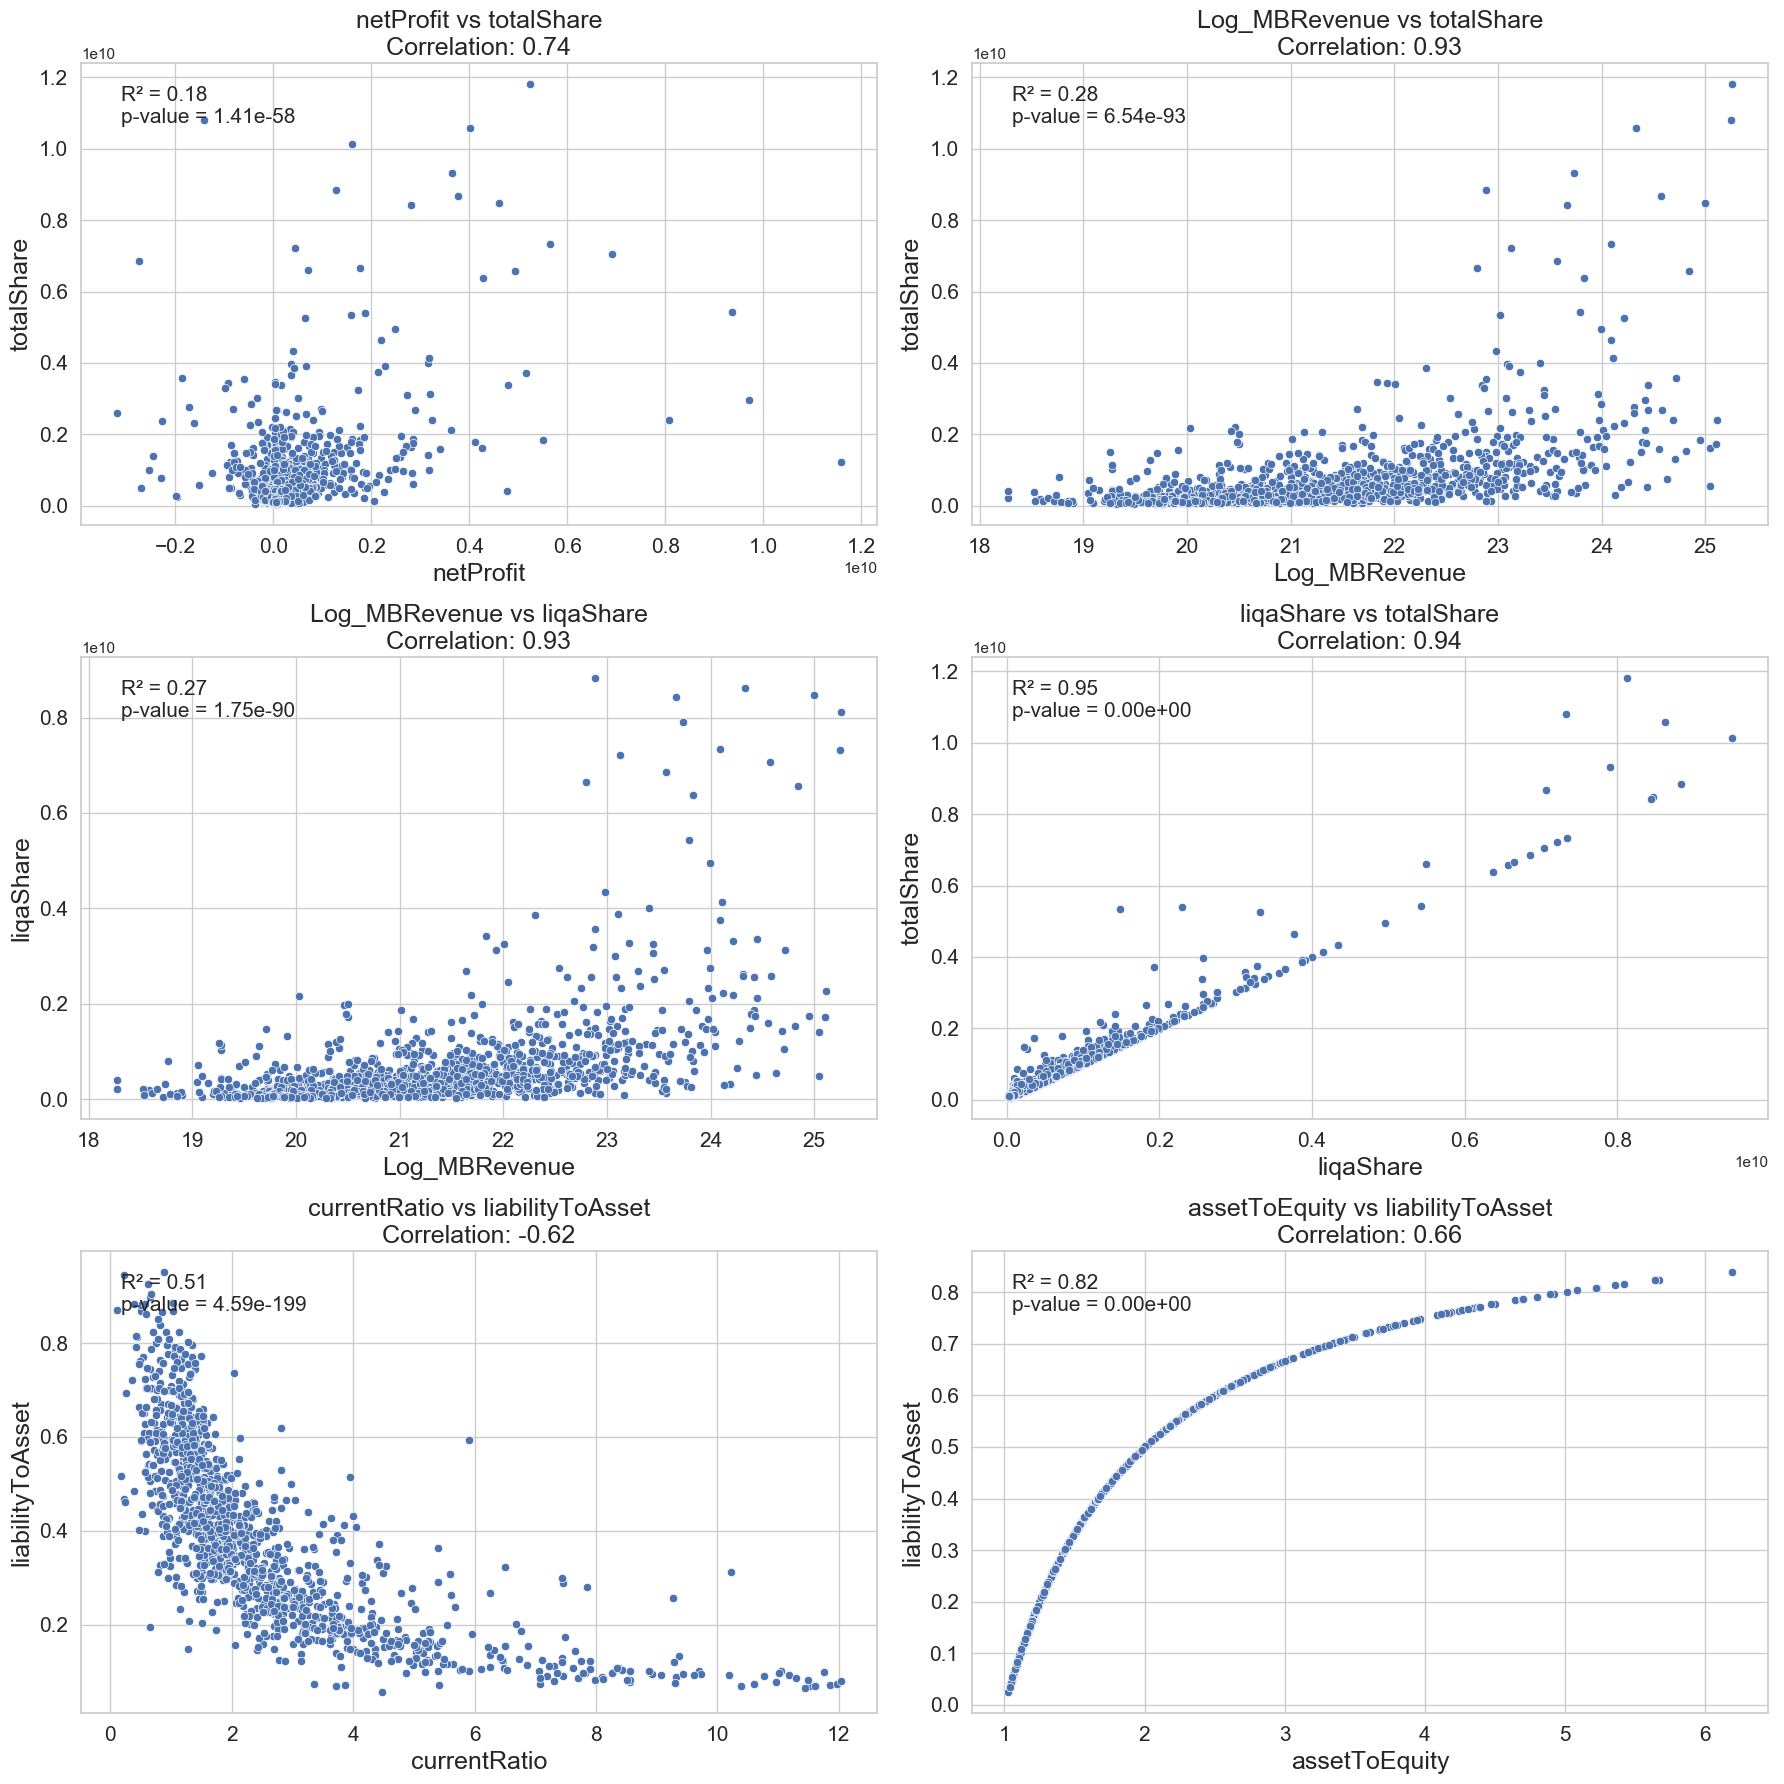 netProfit vs totalShare
Correlation: 0.74
1e10
R² = 0.18
p-value = 1.41e-58
1.2
1.0
0.8
0.6
0.4
0.2
0.0
totalShare
−0.2 0.0 0.2 0.4 0.6 0.8 1.0 1.2
1e10
netProfit
Log_MBRevenue vs totalShare
Correlation: 0.93
1e10
R² = 0.28
p-value = 6.54e-93
1.2
1.0
0.8
0.6
0.4
0.2
0.0
totalShare
18 19 20 21 22 23 24 25
Log_MBRevenue
Log_MBRevenue vs liqaShare
Correlation: 0.93
1e10
R² = 0.27
p-value = 1.75e-90
0.8
0.6
0.4
0.2
0.0
liqaShare
18 19 20 21 22 23 24 25
Log_MBRevenue
liqaShare vs totalShare
Correlation: 0.94
1e10
R² = 0.95
p-value = 0.00e+00
1.2
1.0
0.8
0.6
0.4
0.2
0.0
totalShare
0.0 0.2 0.4 0.6 0.8
1e10
liqaShare
currentRatio vs liabilityToAsset
Correlation: -0.62
R² = 0.51
p-value = 4.59e-199
0.8
0.6
0.4
0.2
liabilityToAsset
0 2 4 6 8 10 12
currentRatio
assetToEquity vs liabilityToAsset
Correlation: 0.66
R² = 0.82
p-value = 0.00e+00
0.8
0.7
0.6
0.5
0.4
0.3
0.2
0.1
0.0
liabilityToAsset
1 2 3 4 5 6
assetToEquity